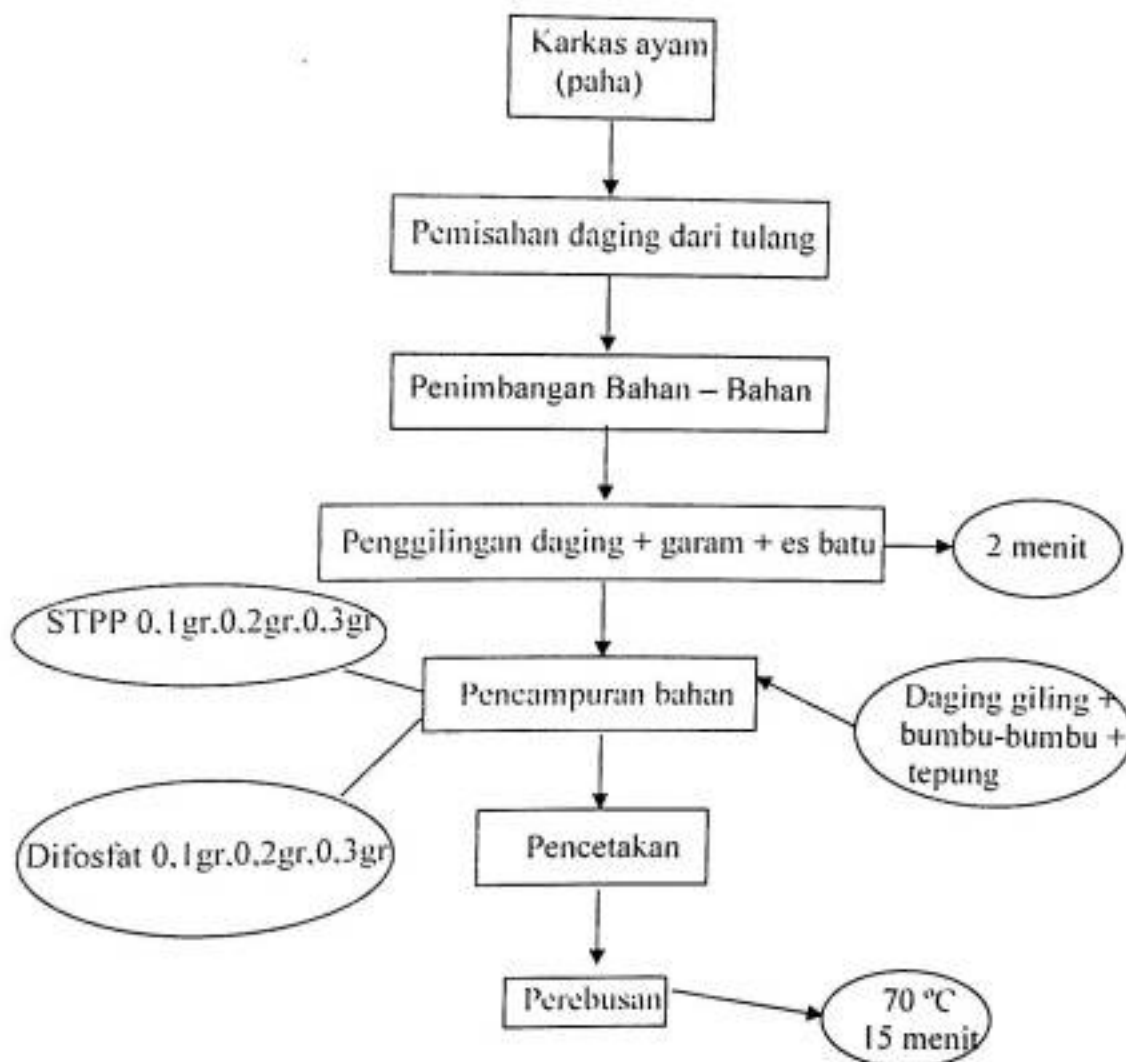 Karkas ayam
(paha)
Pemisahan daging dari tulang
Penimbangan Bahan – Bahan
Penggilingan daging + garam + es batu
2 menit
STPP 0.1gr.0.2gr.0.3gr
Pencampuran bahan
Daging giling +
bumbu-bumbu +
tepung
Difosfat 0.1gr.0.2gr.0.3gr
Pencetakan
Perebusan
70 ºC
15 menit